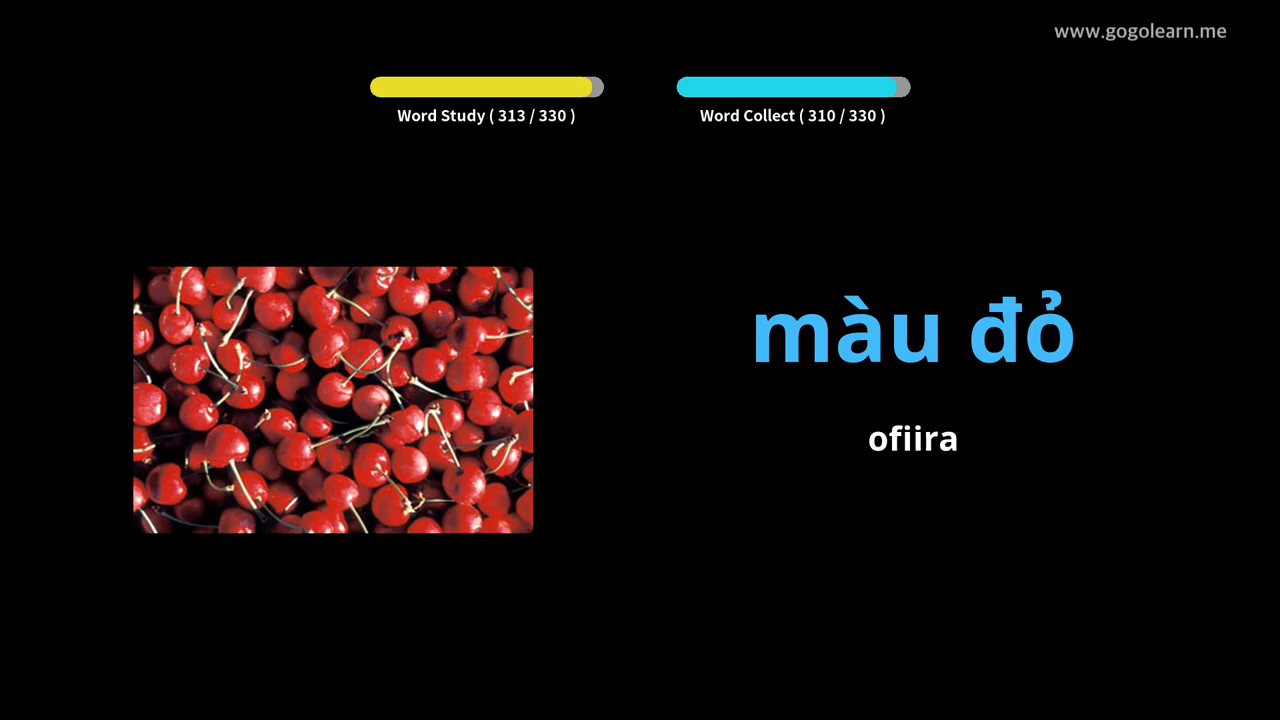 www.gogolearn.me
Word Study ( 313 / 330 )
Word Collect ( 310 / 330 )
màu đỏ
ofiira